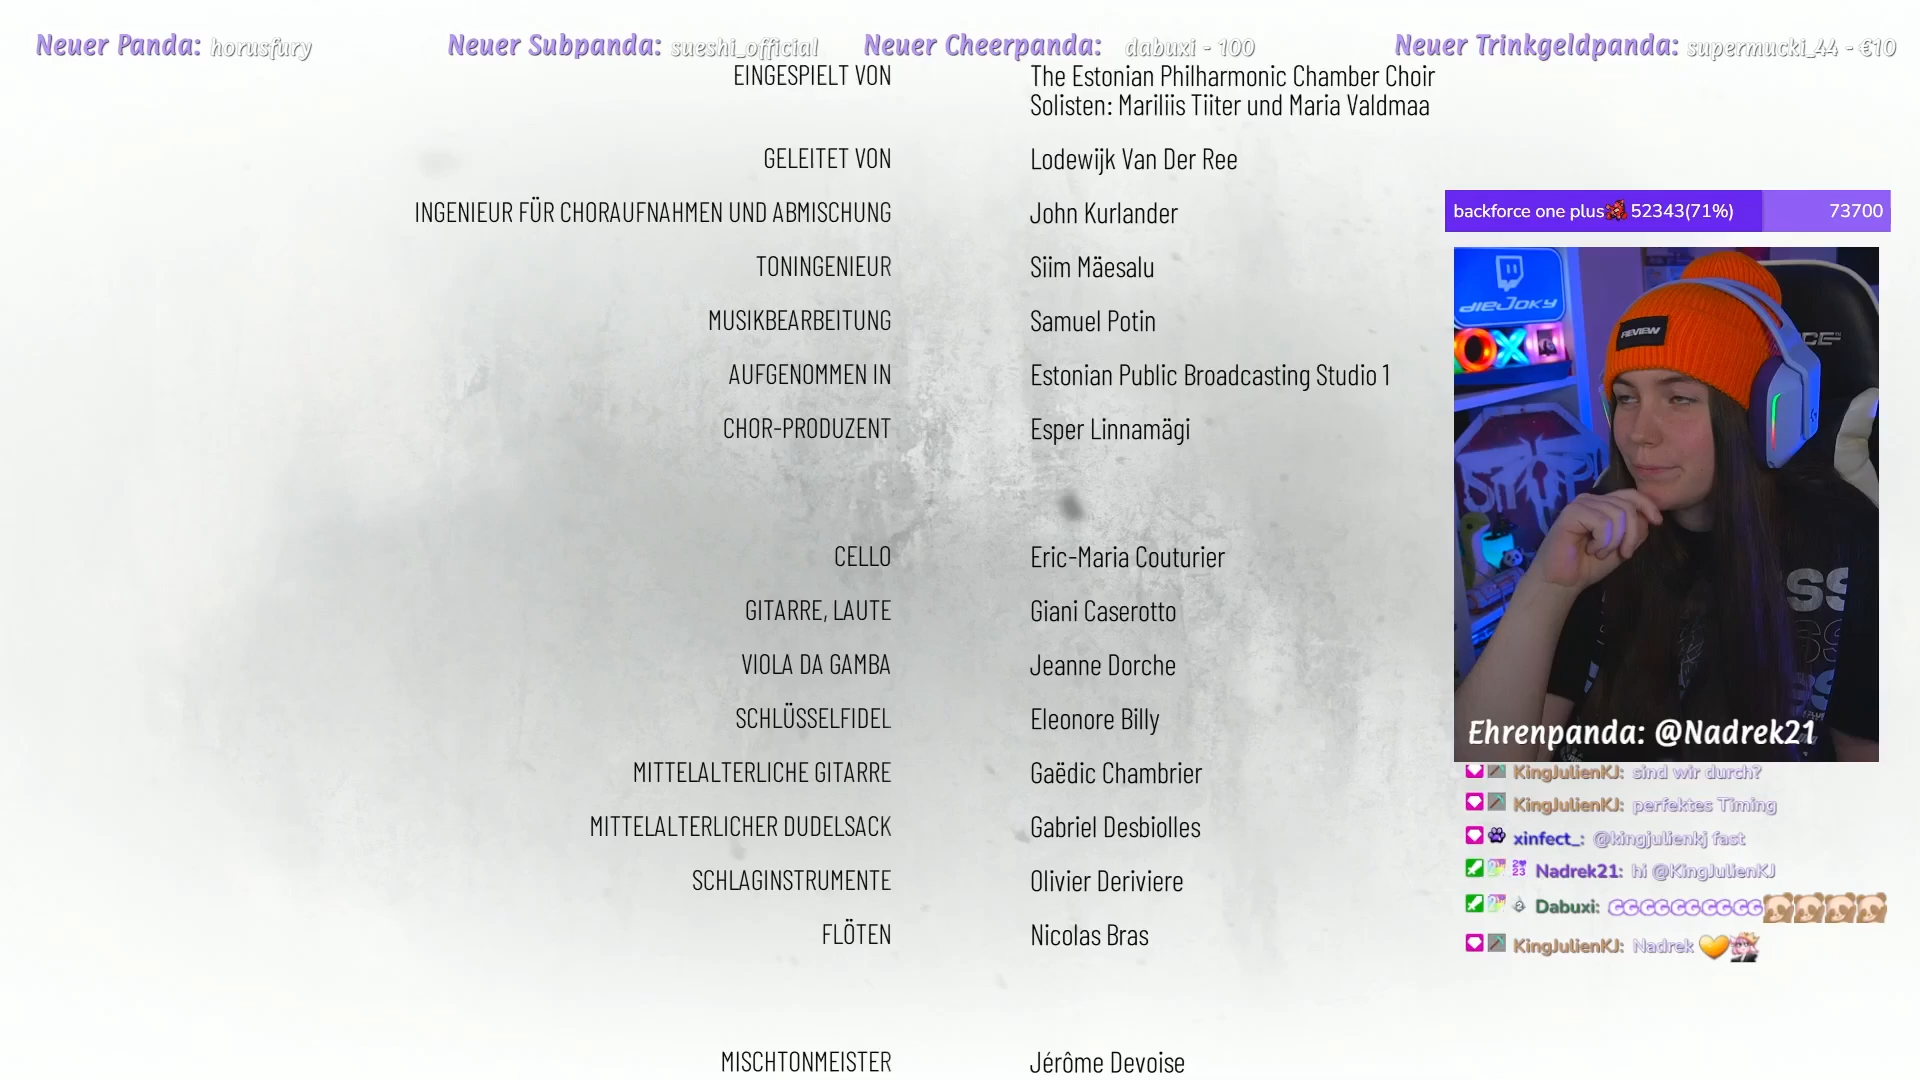 Neuer Panda: horusfury
Neuer Subpanda: sueshi_official
Neuer Cheerpanda: dabuxi - 100
Neuer Trinkgeldpanda: supermucki_44 - €10
EINGESPIELT VON The Estonian Philharmonic Chamber Choir
Solisten: Mariliis Tiiter und Maria Valdmaa
GELEITET VON Lodewijk Van Der Ree
INGENIEUR FÜR CHORAUFNAHMEN UND ABMISCHUNG John Kurlander
TONINGENIEUR Siim Mäesalu
MUSIKBEARBEITUNG Samuel Potin
AUFGENOMMEN IN Estonian Public Broadcasting Studio 1
CHOR-PRODUZENT Esper Linnamägi
CELLO Eric-Maria Couturier
GITARRE, LAUTE Giani Caserotto
VIOLA DA GAMBA Jeanne Dorche
SCHLÜSSELFIDEL Eleonore Billy
MITTELALTERLICHE GITARRE Gaëdic Chambrier
MITTELALTERLICHER DUDELSACK Gabriel Desbiolles
SCHLAGINSTRUMENTE Olivier Deriviere
FLÖTEN Nicolas Bras
MISCHTONMEISTER Jérôme Devoise
backforce one plus 52343(71%) 73700
dieJoky
REVIEW
Ehrenpanda: @Nadrek21
KingJulienKJ: sind wir durch?
KingJulienKJ: perfektes Timing
xinfect_: @kingjulienkj fast
Nadrek21: hi @KingJulienKJ
Dabuxi: GGGGGGGGGG
KingJulienKJ: Nadrek